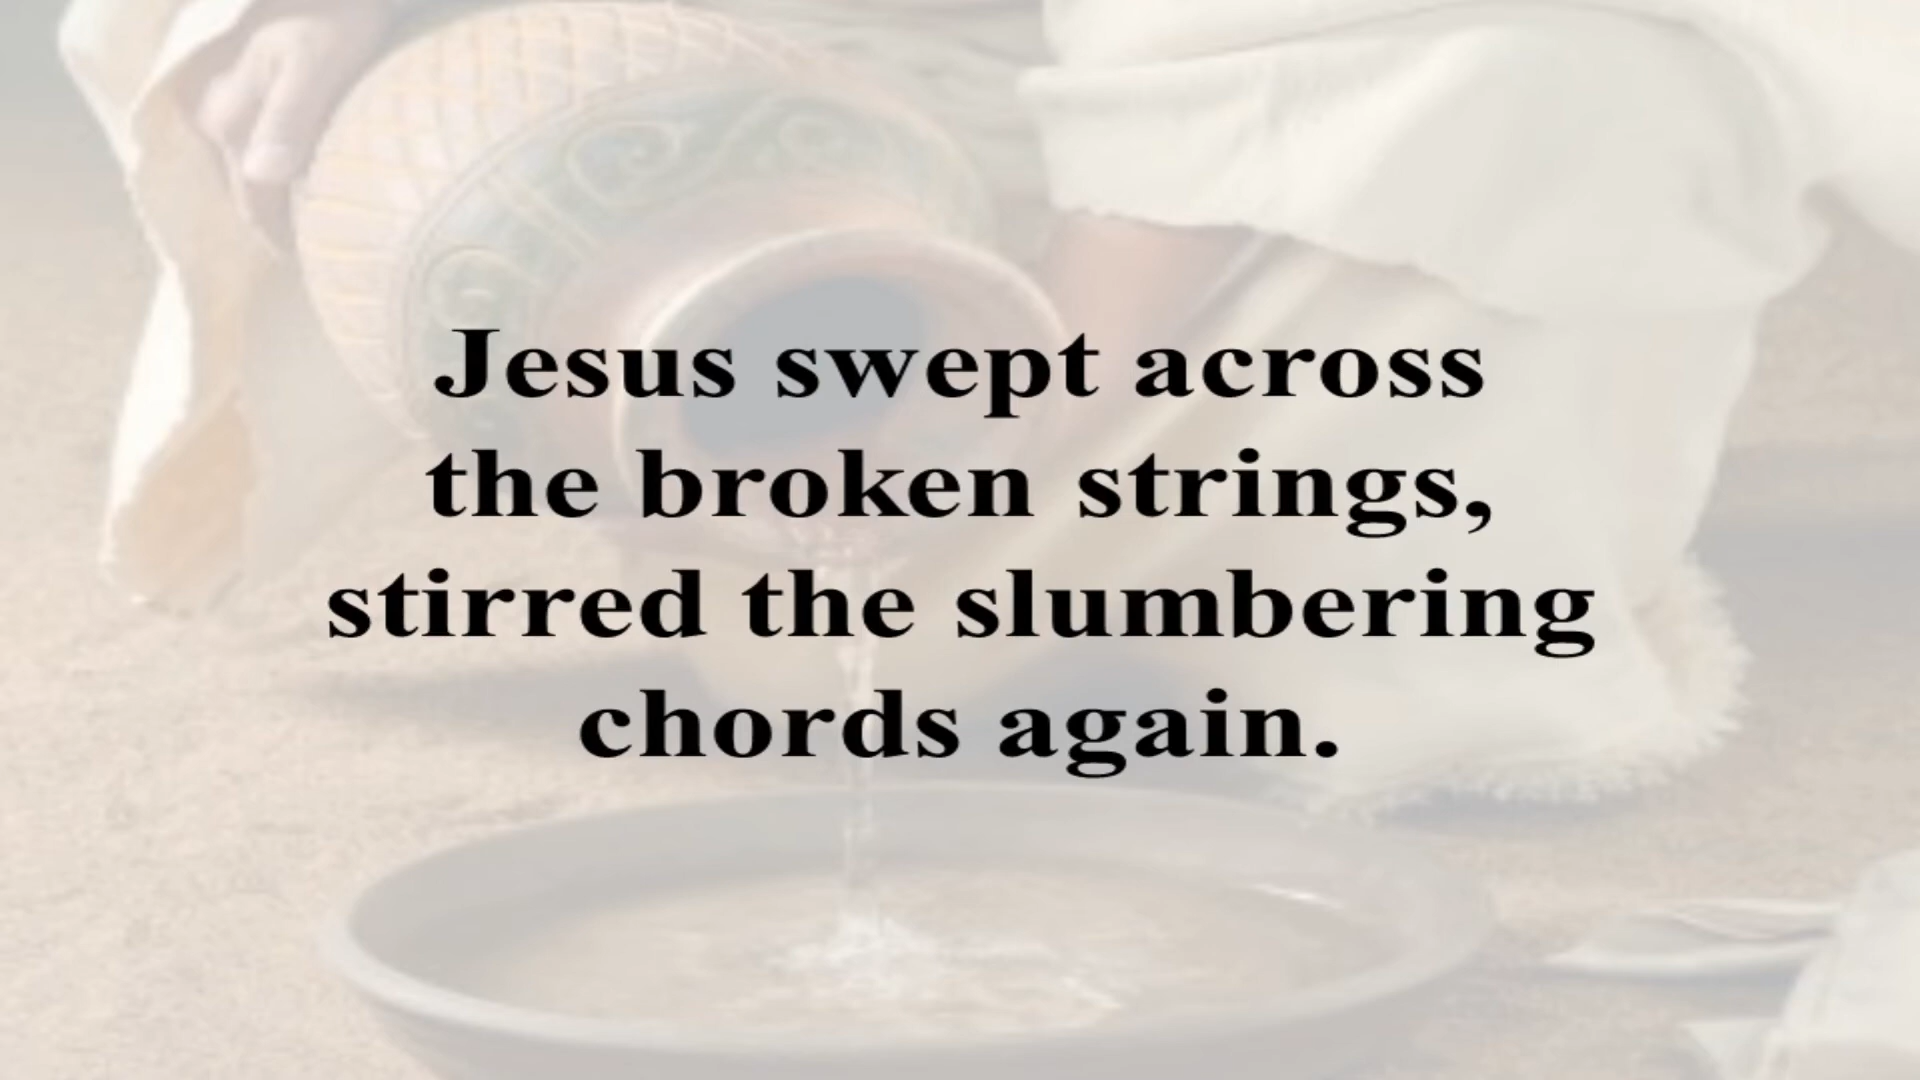 Jesus swept across
the broken strings,
stirred the slumbering
chords again.